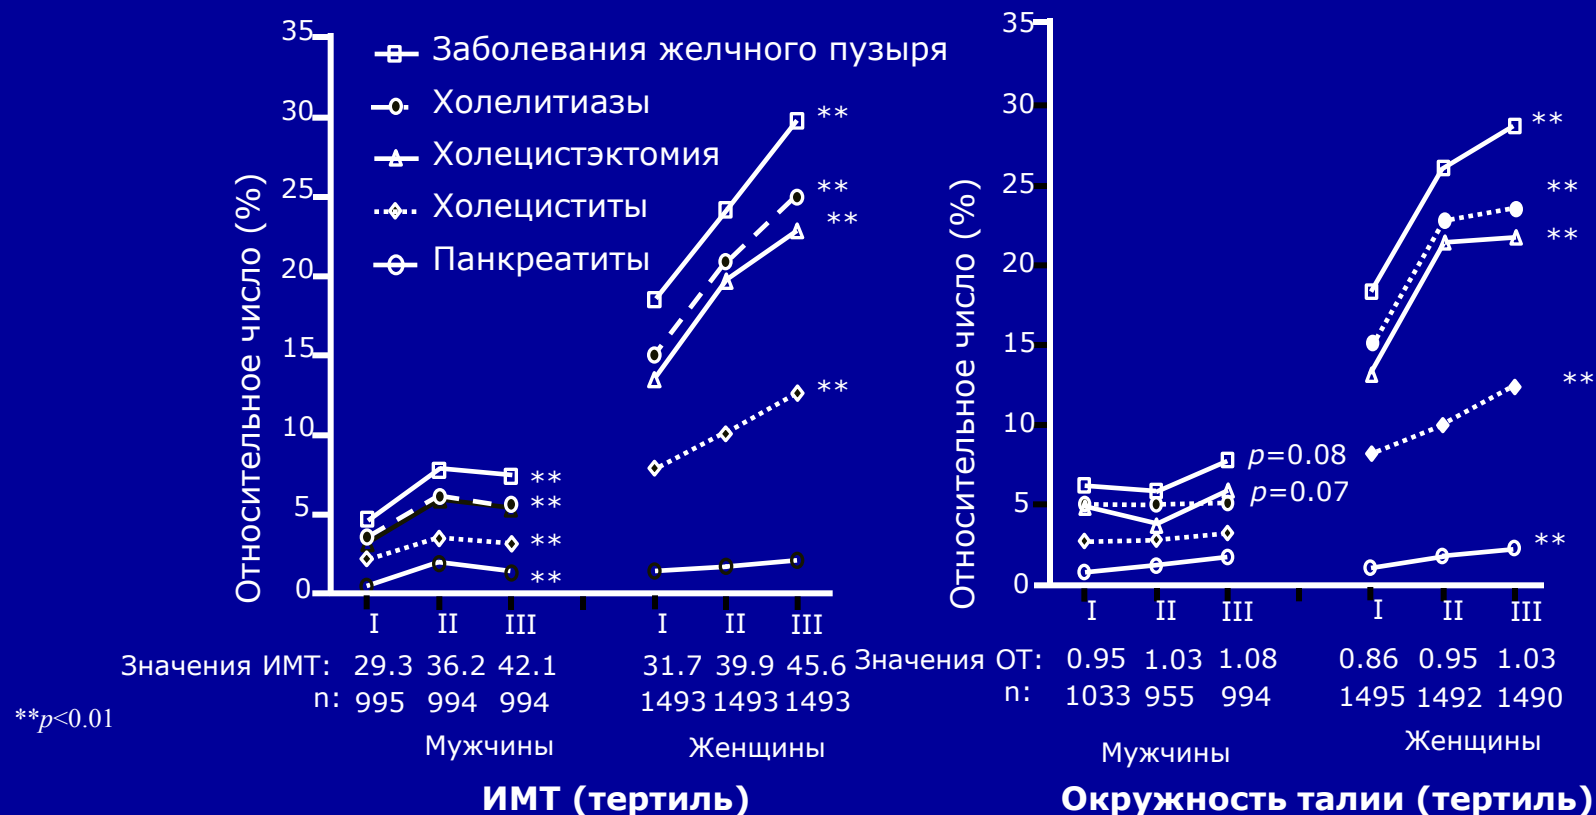 35
30
25
20
15
10
5
0
Относительное число (%)
Заболевания желчного пузыря
Холелитиазы
Холецистэктомия
Холециститы
Панкреатиты
**
**
**
**
**
**
**
**
I II III I II III
Значения ИМТ: 29.3 36.2 42.1 31.7 39.9 45.6
n: 995 994 994 1493 1493 1493
Мужчины Женщины
ИМТ (тертиль)
**p<0.01
35
30
25
20
15
10
5
0
Относительное число (%)
**
**
**
**
p=0.08
p=0.07
**
I II III I II III
Значения ОТ: 0.95 1.03 1.08 0.86 0.95 1.03
n: 1033 955 994 1495 1492 1490
Мужчины Женщины
Окружность талии (тертиль)